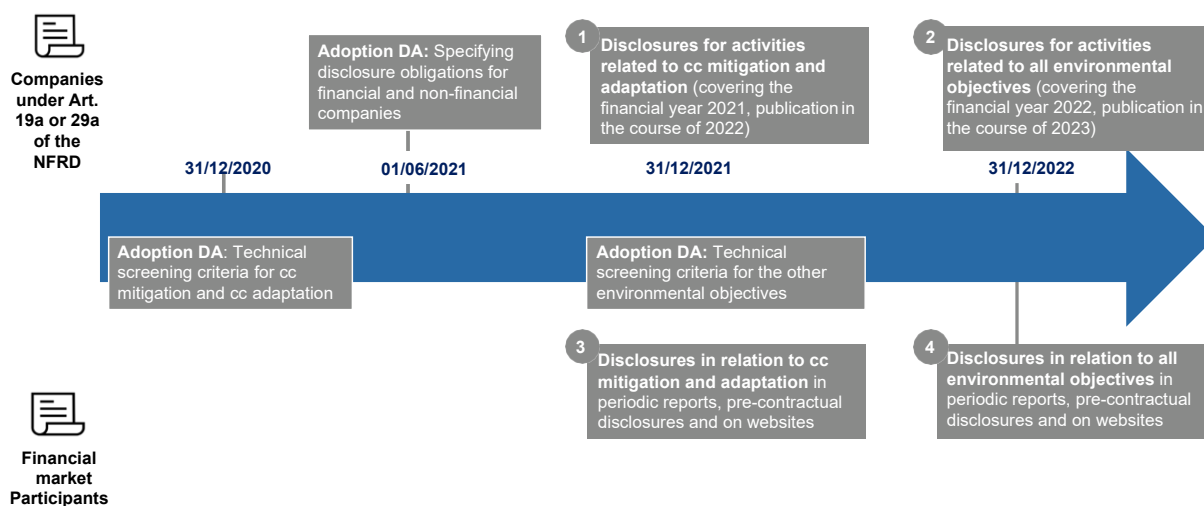 Companies
under Art.
19a or 29a
of the
NFRD
Adoption DA: Specifying
disclosure obligations for
financial and non-financial
companies
1
Disclosures for activities
related to cc mitigation and
adaptation (covering the
financial year 2021, publication in
the course of 2022)
2
Disclosures for activities
related to all environmental
objectives (covering the
financial year 2022, publication in
the course of 2023)
31/12/2020
01/06/2021
31/12/2021
31/12/2022
Adoption DA: Technical
screening criteria for cc
mitigation and cc adaptation
Adoption DA: Technical
screening criteria for the other
environmental objectives
3
Disclosures in relation to cc
mitigation and adaptation in
periodic reports, pre-contractual
disclosures and on websites
4
Disclosures in relation to all
environmental objectives in
periodic reports, pre-contractual
disclosures and on websites
Financial
market
Participants